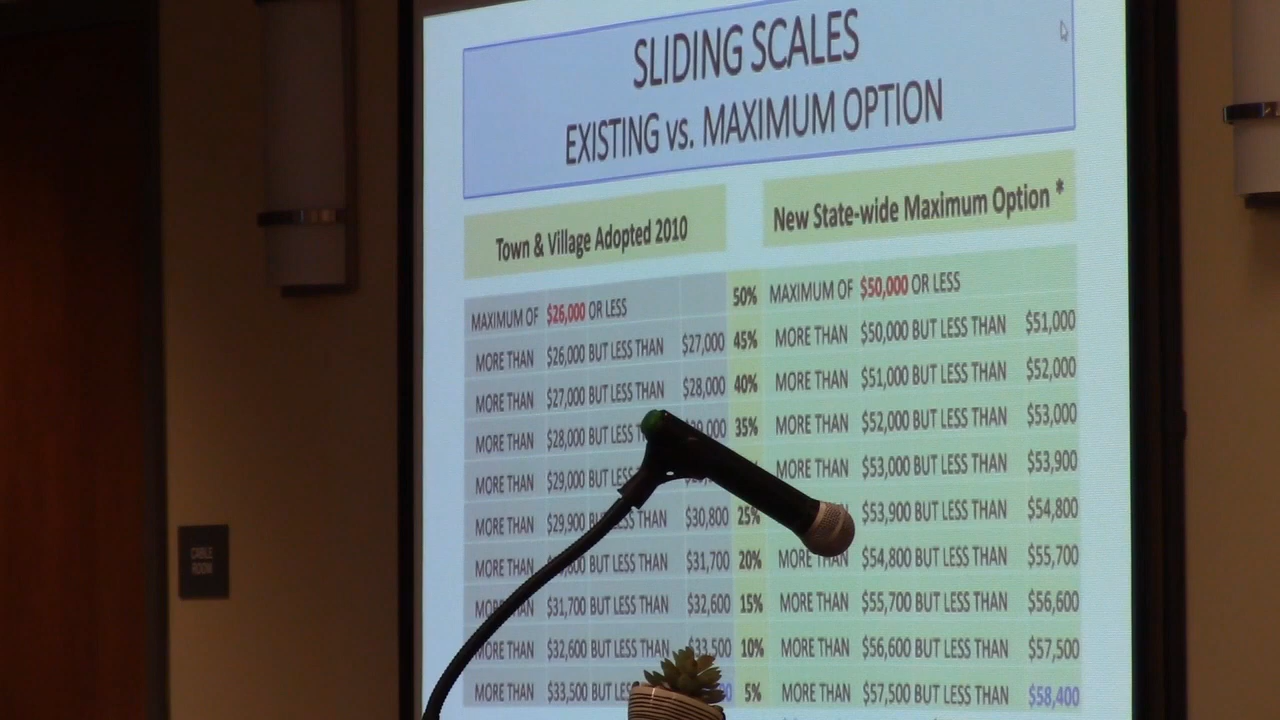 SLIDING SCALES
EXISTING vs. MAXIMUM OPTION
Town & Village Adopted 2010 New State-wide Maximum Option *
MAXIMUM OF $26,000 OR LESS 50% MAXIMUM OF $50,000 OR LESS
MORE THAN $26,000 BUT LESS THAN $27,000 45% MORE THAN $50,000 BUT LESS THAN $51,000
MORE THAN $27,000 BUT LESS THAN $28,000 40% MORE THAN $51,000 BUT LESS THAN $52,000
MORE THAN $28,000 BUT LESS 35% MORE THAN $52,000 BUT LESS THAN $53,000
MORE THAN $29,000 BUT LESS MORE THAN $53,000 BUT LESS THAN $53,900
MORE THAN $29,900 BUT LESS THAN $30,800 25% $53,900 BUT LESS THAN $54,800
MORE THAN BUT LESS THAN $31,700 20% MORE THAN $54,800 BUT LESS THAN $55,700
MORE THAN $31,700 BUT LESS THAN $32,600 15% MORE THAN $55,700 BUT LESS THAN $56,600
MORE THAN $32,600 BUT LESS THAN $33,500 10% MORE THAN $56,600 BUT LESS THAN $57,500
MORE THAN $33,500 BUT LESS 5% MORE THAN $57,500 BUT LESS THAN $58,400
CABLE
ROOM